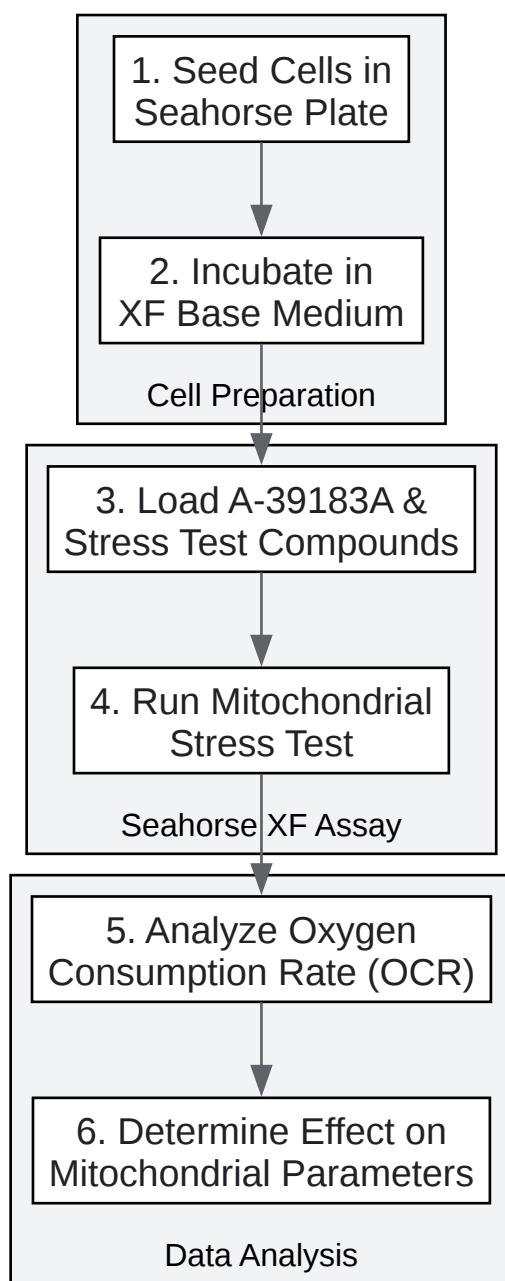 1. Seed Cells in
Seahorse Plate
2. Incubate in
XF Base Medium
Cell Preparation
3. Load A-39183A &
Stress Test Compounds
4. Run Mitochondrial
Stress Test
Seahorse XF Assay
5. Analyze Oxygen
Consumption Rate (OCR)
6. Determine Effect on
Mitochondrial Parameters
Data Analysis